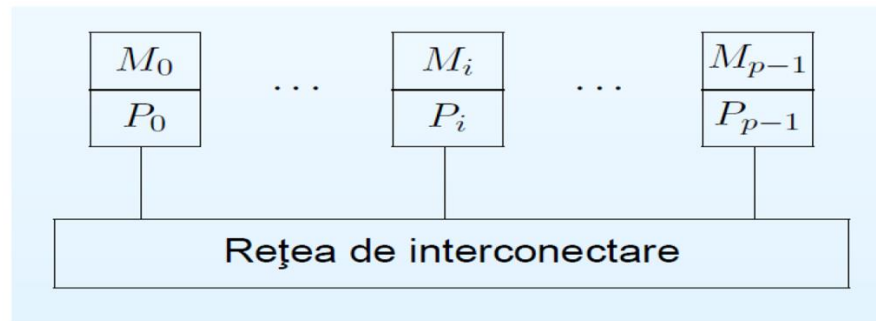 M₀ ... Mᵢ ... Mₚ₋₁
P₀ Pᵢ Pₚ₋₁
Reţea de interconectare